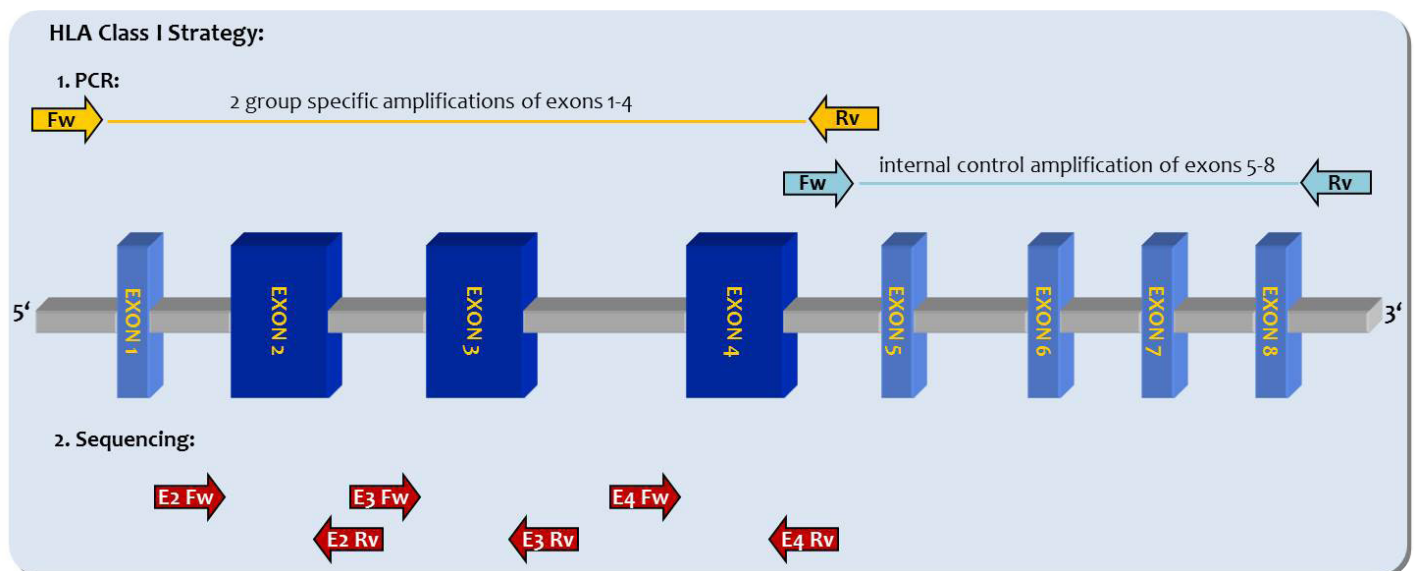 HLA Class I Strategy:
1. PCR:
2 group specific amplifications of exons 1-4
Fw
Rv
internal control amplification of exons 5-8
Fw
Rv
5‘
EXON 1
EXON 2
EXON 3
EXON 4
EXON 5
EXON 6
EXON 7
EXON 8
3‘
2. Sequencing:
E2 Fw
E3 Fw
E4 Fw
E2 Rv
E3 Rv
E4 Rv